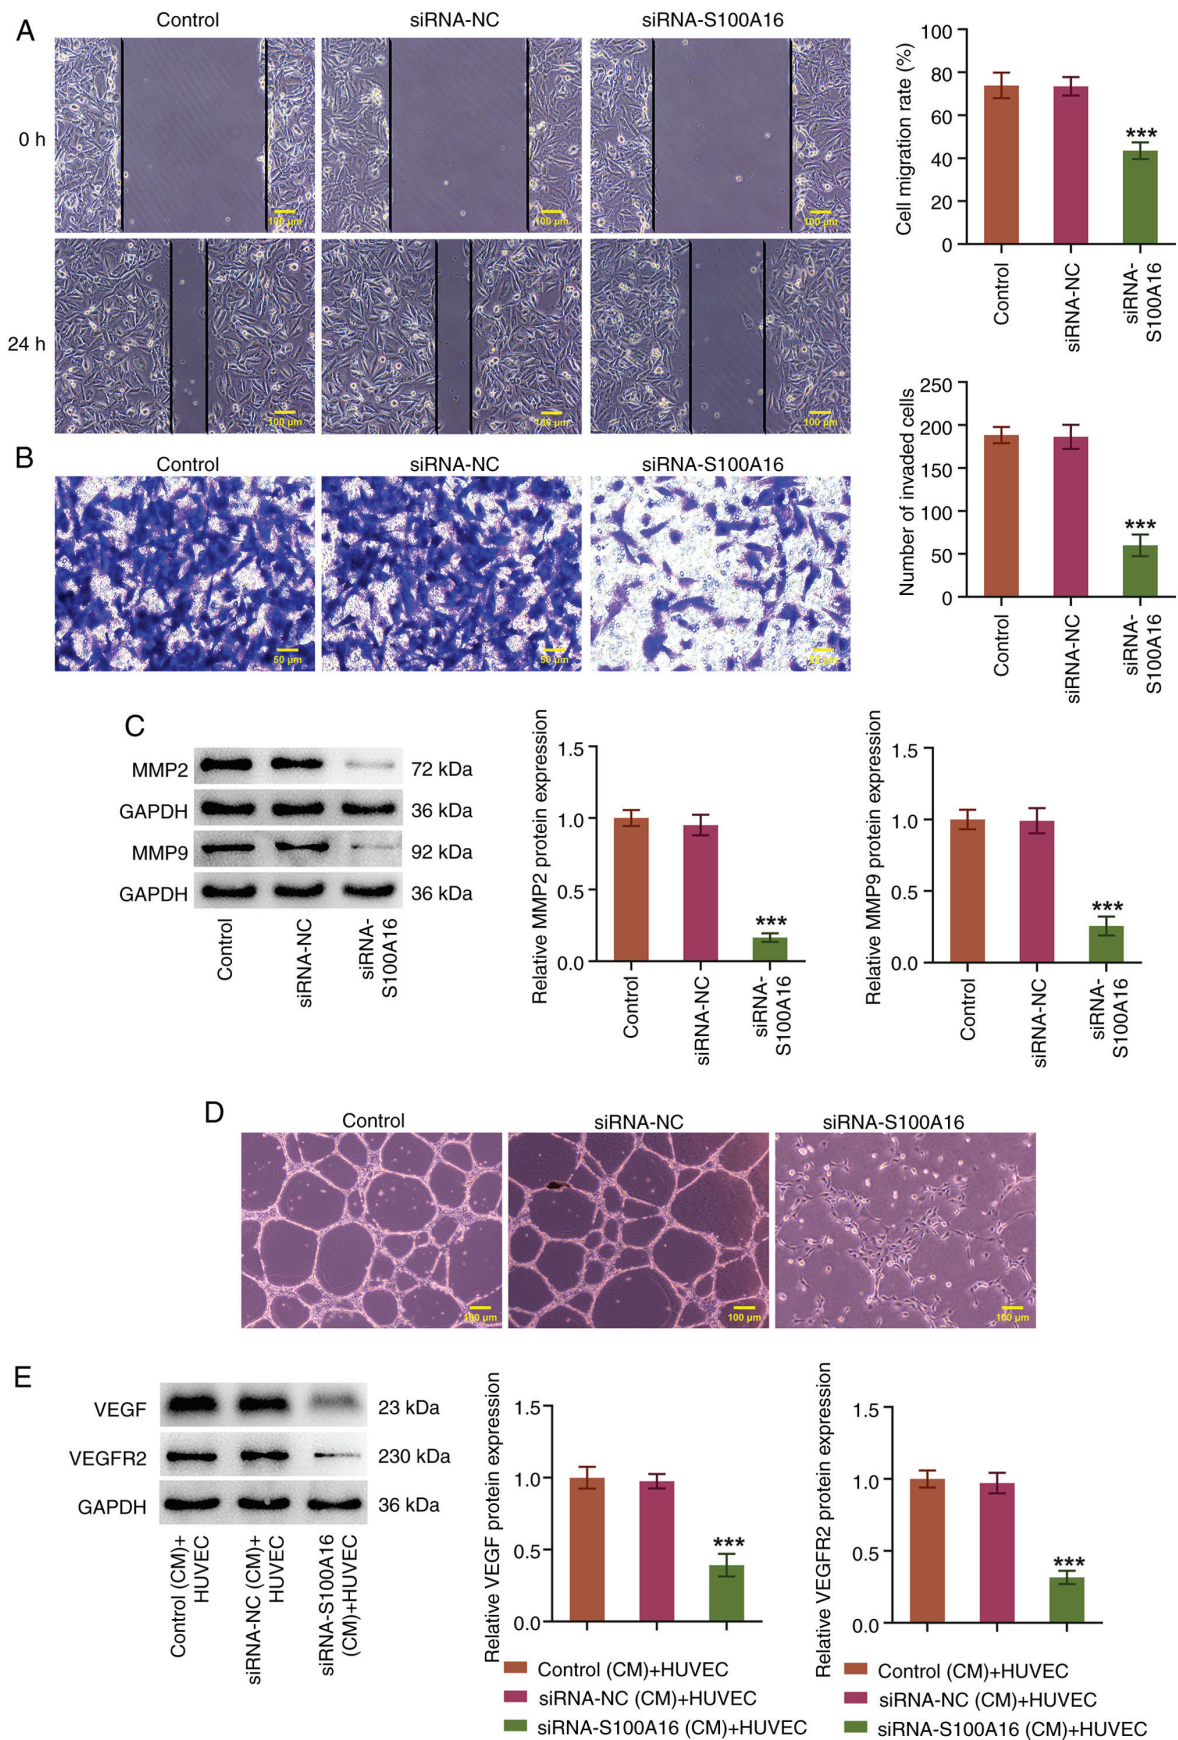 A
Control
siRNA-NC
siRNA-S100A16
0 h
100 µm
100 µm
100 µm
24 h
100 µm
100 µm
100 µm
Cell migration rate (%)
100
80
60
40
20
0
***
Control
siRNA-NC
siRNA-
S100A16
B
Control
siRNA-NC
siRNA-S100A16
50 µm
50 µm
50 µm
Number of invaded cells
250
200
150
100
50
0
***
Control
siRNA-NC
siRNA-
S100A16
C
MMP2
72 kDa
GAPDH
36 kDa
MMP9
92 kDa
GAPDH
36 kDa
Control
siRNA-NC
siRNA-
S100A16
Relative MMP2 protein expression
1.5
1.0
0.5
0.0
***
Control
siRNA-NC
siRNA-
S100A16
Relative MMP9 protein expression
1.5
1.0
0.5
0.0
***
Control
siRNA-NC
siRNA-
S100A16
D
Control
siRNA-NC
siRNA-S100A16
100 µm
100 µm
100 µm
E
VEGF
23 kDa
VEGFR2
230 kDa
GAPDH
36 kDa
Control (CM)+
HUVEC
siRNA-NC (CM)+
HUVEC
siRNA-S100A16
(CM)+HUVEC
Relative VEGF protein expression
1.5
1.0
0.5
0.0
***
Control (CM)+HUVEC
siRNA-NC (CM)+HUVEC
siRNA-S100A16 (CM)+HUVEC
Relative VEGFR2 protein expression
1.5
1.0
0.5
0.0
***
Control (CM)+HUVEC
siRNA-NC (CM)+HUVEC
siRNA-S100A16 (CM)+HUVEC